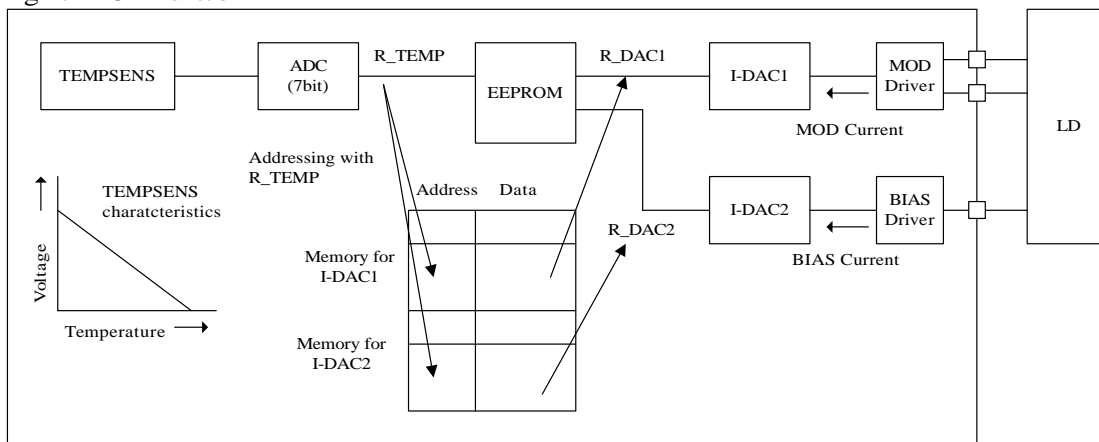 TEMPSENS
ADC
(7bit)
R_TEMP
EEPROM
R_DAC1
I-DAC1
MOD
Driver
MOD Current
LD
Addressing with
R_TEMP
Address
Data
TEMPSENS
charatcteristics
Voltage
Temperature
Memory for
I-DAC1
Memory for
I-DAC2
R_DAC2
I-DAC2
BIAS
Driver
BIAS Current